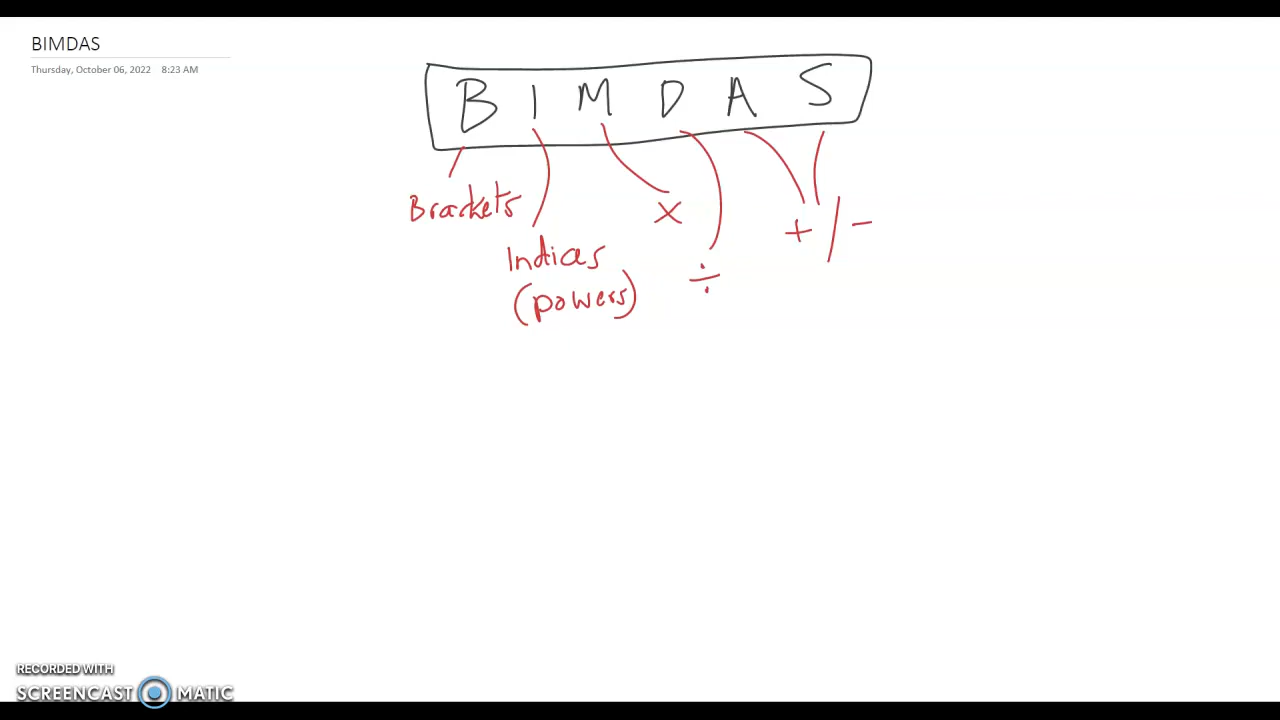 BIMDAS
Thursday, October 06, 2022 8:23 AM
B I M D A S
Brackets
×
+ / -
Indices
(powers)
÷
RECORDED WITH
SCREENCAST MATIC